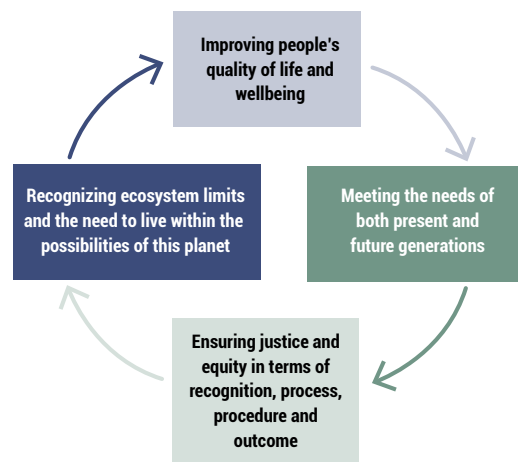 Improving people's
quality of life and
wellbeing
Meeting the needs of
both present and
future generations
Ensuring justice and
equity in terms of
recognition, process,
procedure and
outcome
Recognizing ecosystem limits
and the need to live within the
possibilities of this planet